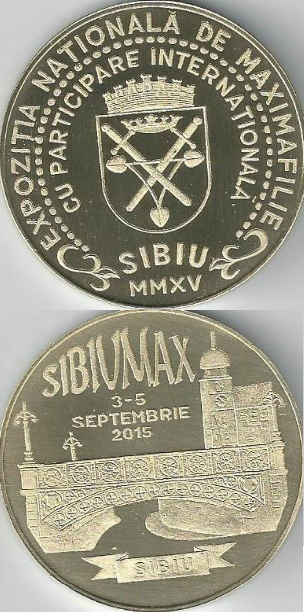 EXPOZIȚIA NAȚIONALĂ DE MAXIMAFILIE
CU PARTICIPARE INTERNAȚIONALĂ
SIBIU
MMXV
SIBIUMAX
3-5
SEPTEMBRIE
2015
SIBIU